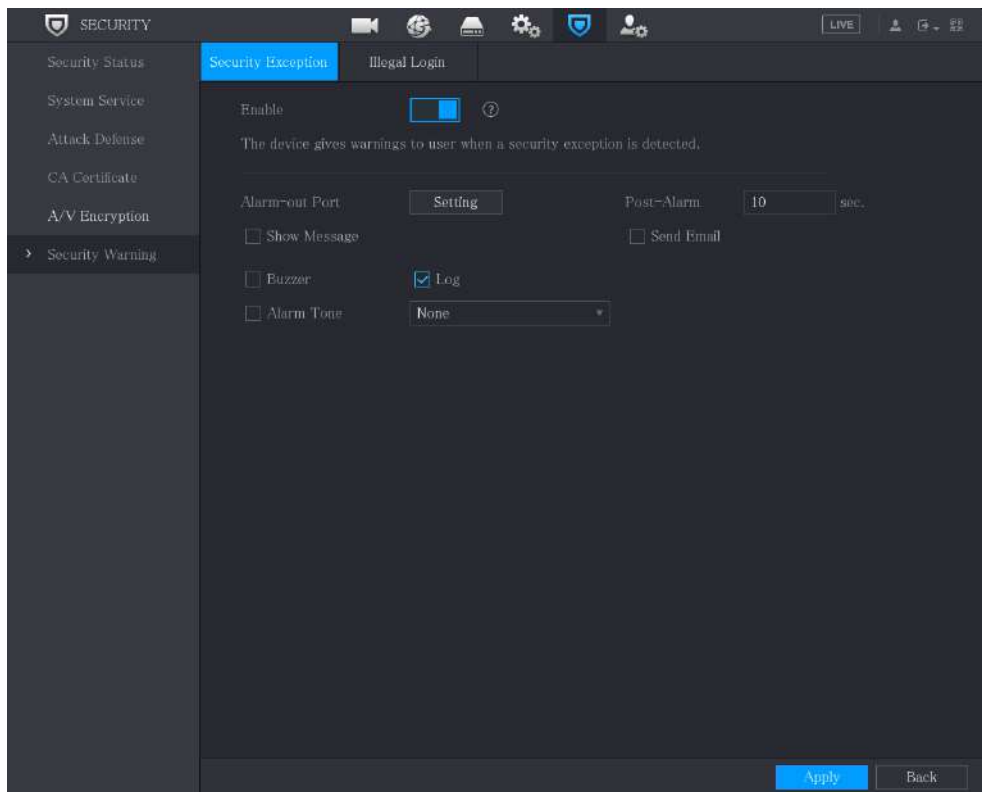 SECURITY
LIVE
Security Status
System Service
Attack Defense
CA Certificate
A/V Encryption
> Security Warning
Security Exception
Illegal Login
Enable
?
The device gives warnings to user when a security exception is detected.
Alarm-out Port Setting Post-Alarm 10 sec.
Show Message Send Email
Buzzer Log
Alarm Tone None
Apply Back